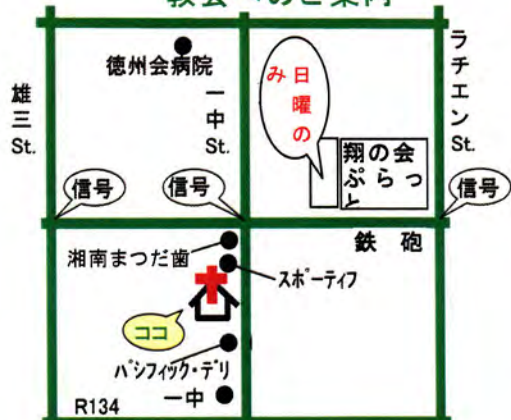 教会へのご案内
徳州会病院
雄三
St.
一中
St.
日曜の
み
ラチエン
St.
翔の会
ぷらっ
と
信号
信号
信号
鉄 砲
湘南まつだ歯
スポーティフ
ココ
パシフィック・デリ
一中
R134